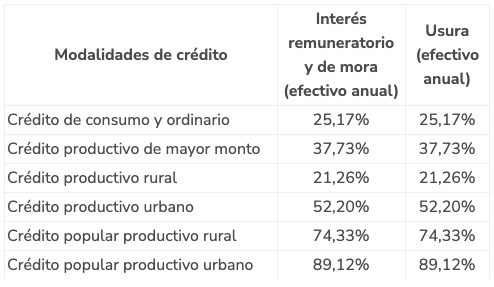 Modalidades de crédito
Interés
remuneratorio
y de mora
(efectivo anual)
Usura
(efectivo
anual)
Crédito de consumo y ordinario 25,17% 25,17%
Crédito productivo de mayor monto 37,73% 37,73%
Crédito productivo rural 21,26% 21,26%
Crédito productivo urbano 52,20% 52,20%
Crédito popular productivo rural 74,33% 74,33%
Crédito popular productivo urbano 89,12% 89,12%